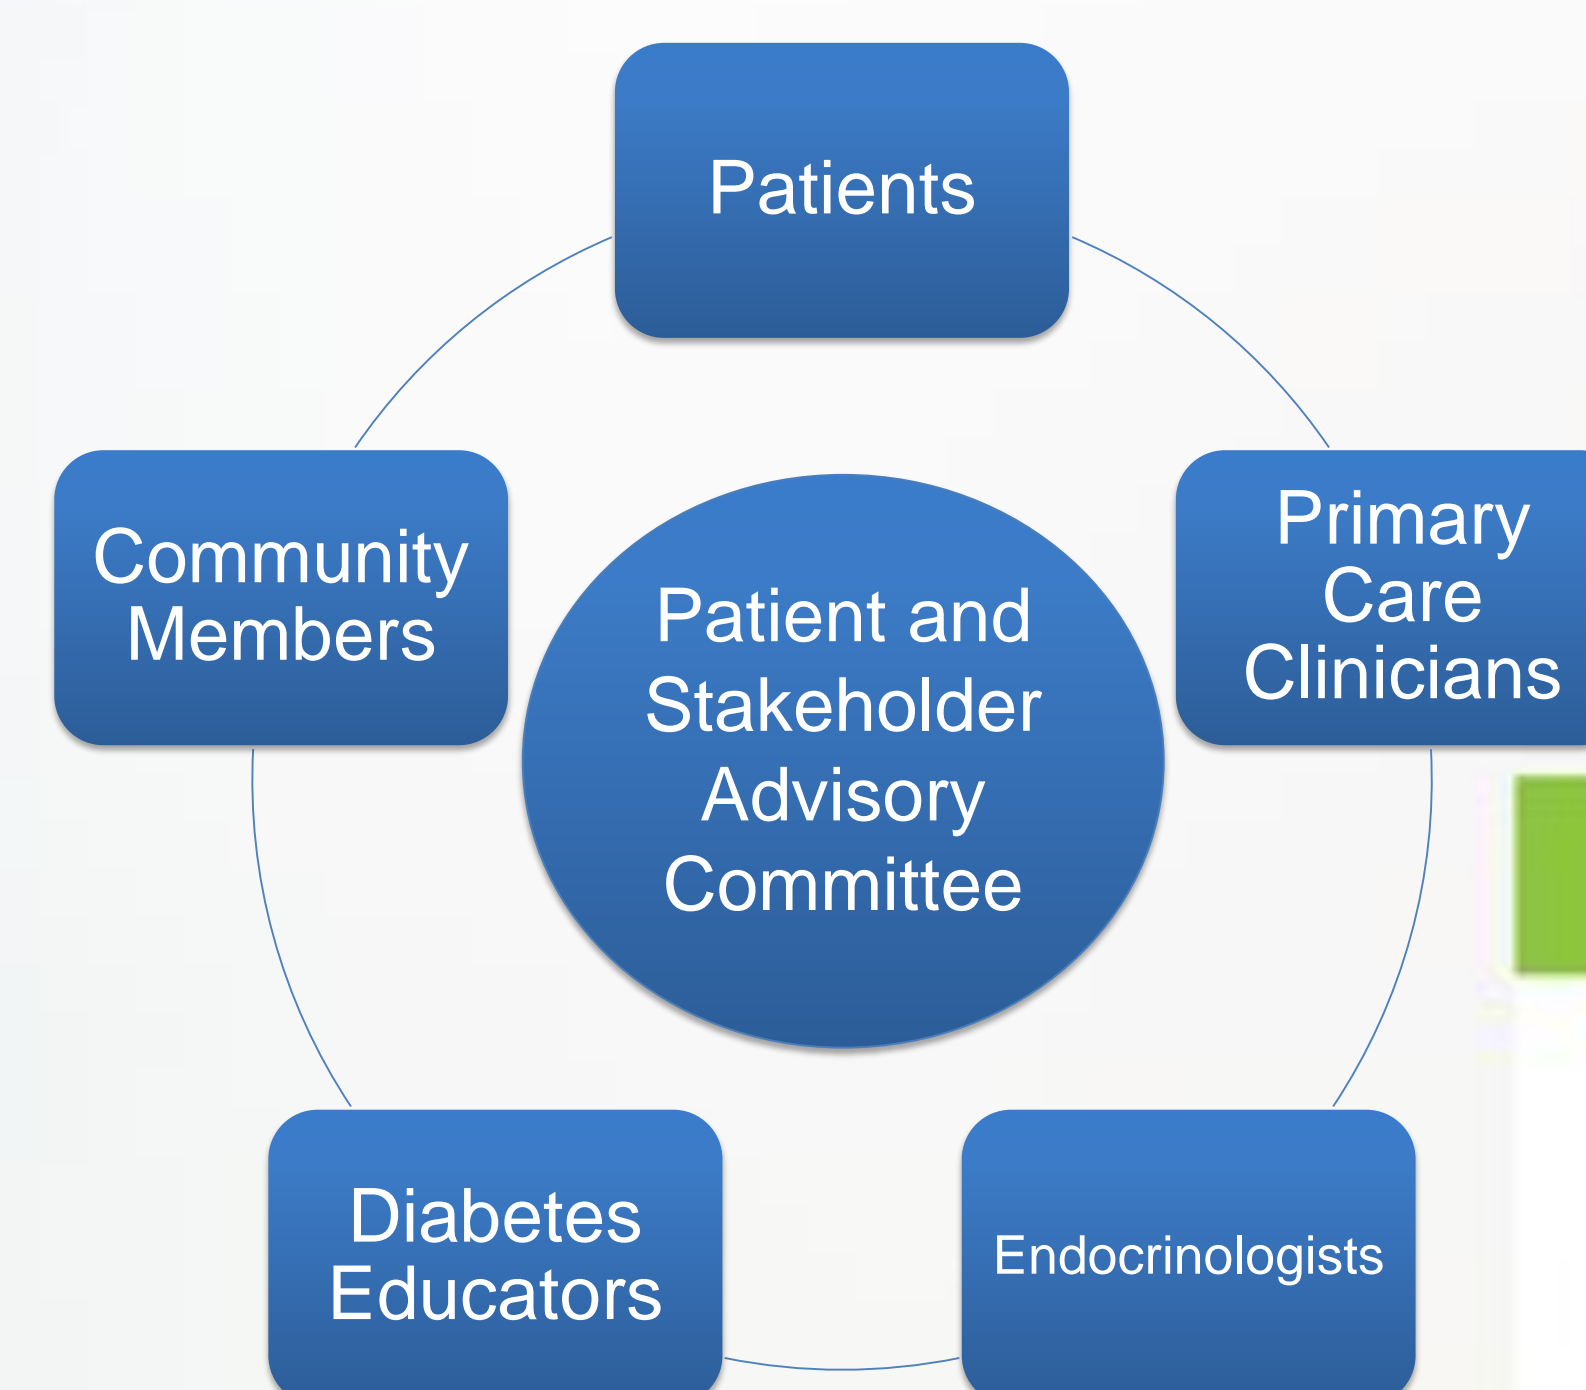 Patients
Community
Members
Primary
Care
Clinicians
Patient and
Stakeholder
Advisory
Committee
Diabetes
Educators
Endocrinologists